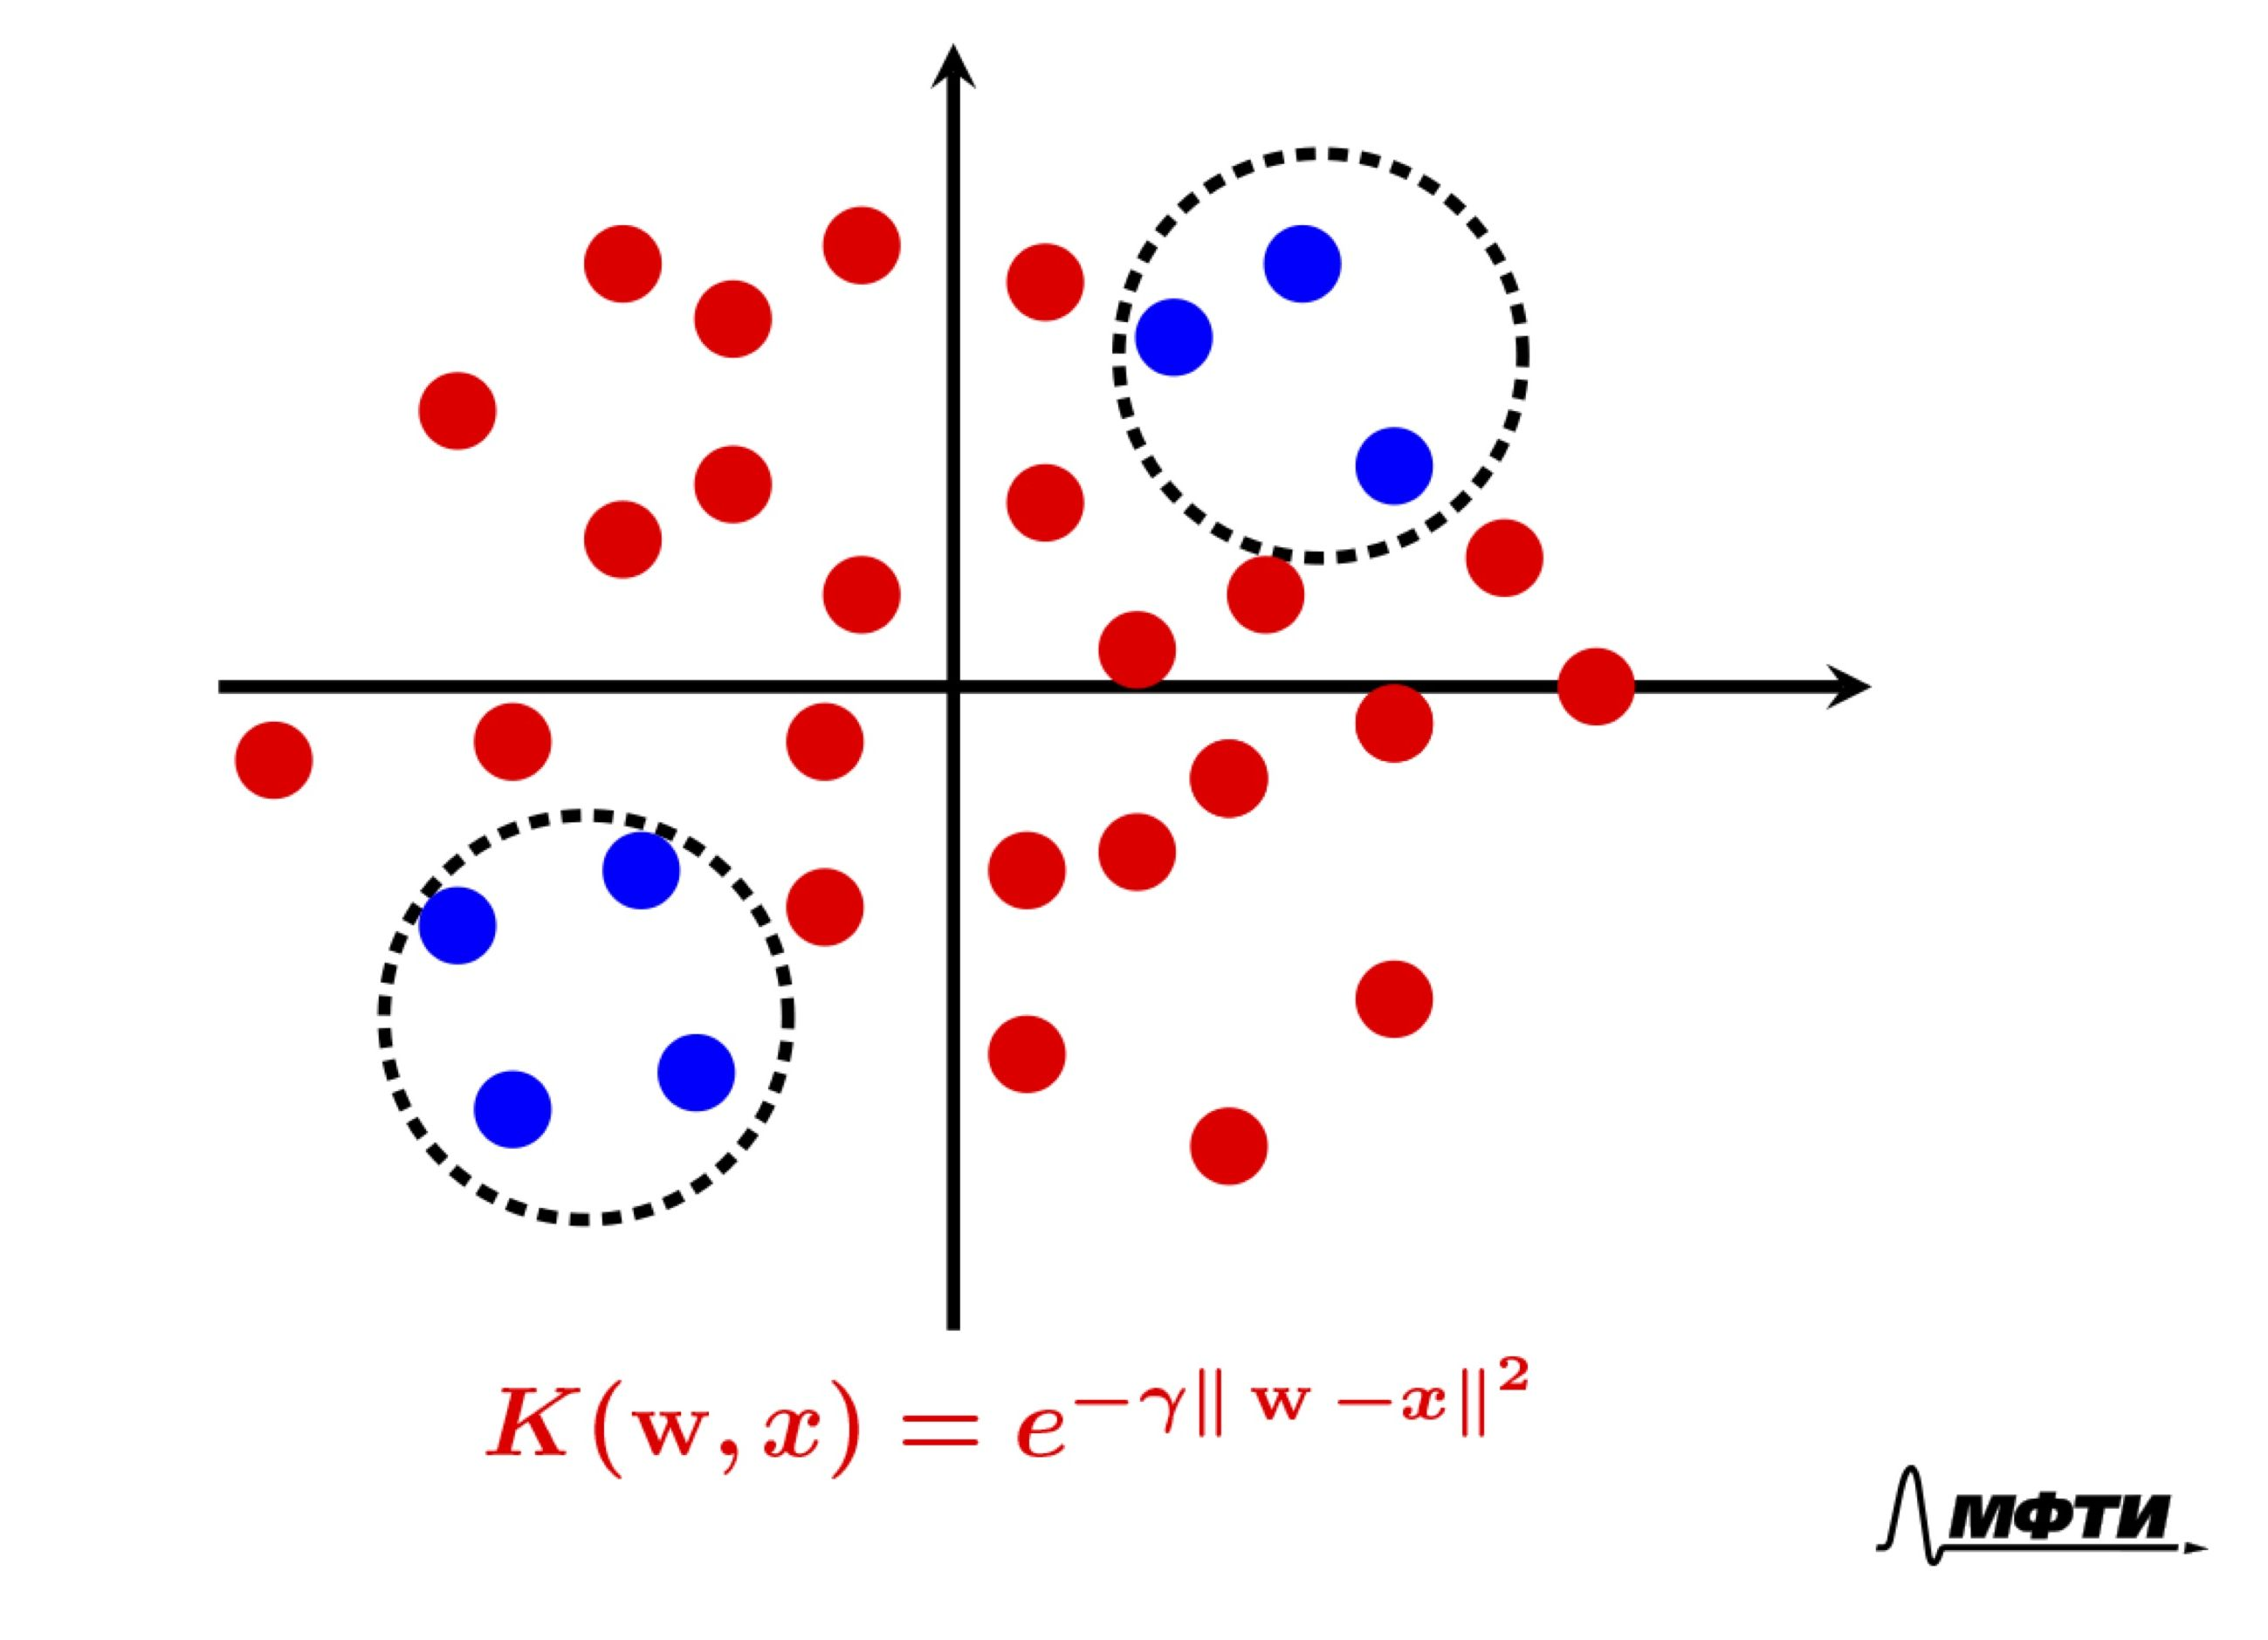 K(w, x) = e^{−γ‖ w −x‖²}
МФТИ